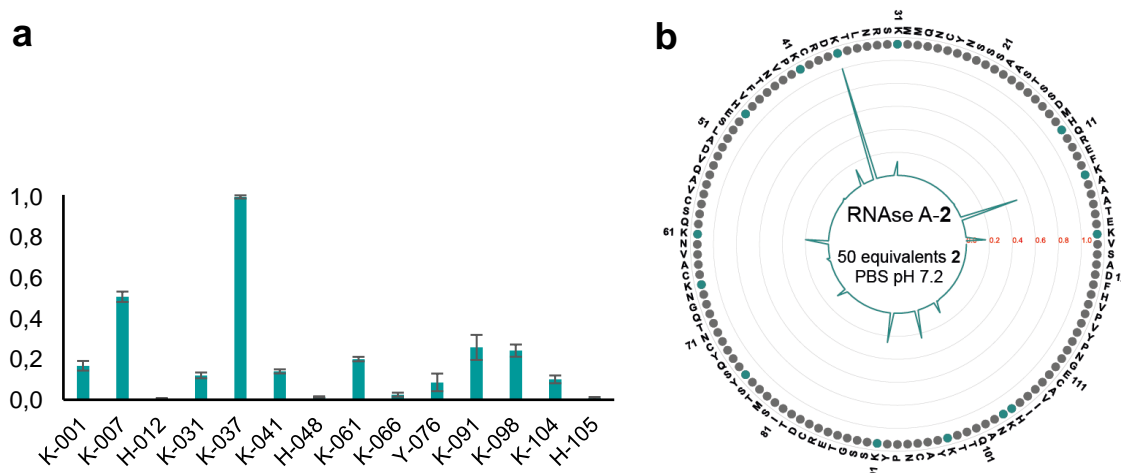 a
1,0
0,8
0,6
0,4
0,2
0,0
K-001
K-007
H-012
K-031
K-037
K-041
H-048
K-061
K-066
Y-076
K-091
K-098
K-104
H-105
b
31
21
11
111
101
81
71
61
51
41
KMMQNCYNSSSAASTSSDMHQREFKAAATEKVSADFHVPVYPNGECAVIIHKNAQTTKYACNPYKSSGTERCDTISMTSYSQYCNTQGNKCAVNKQSCVAQVDALSEHVFTNVPKCRDKTLNRS
RNAse A-2
50 equivalents 2
PBS pH 7.2
0.2
0.4
0.6
0.8
1.0